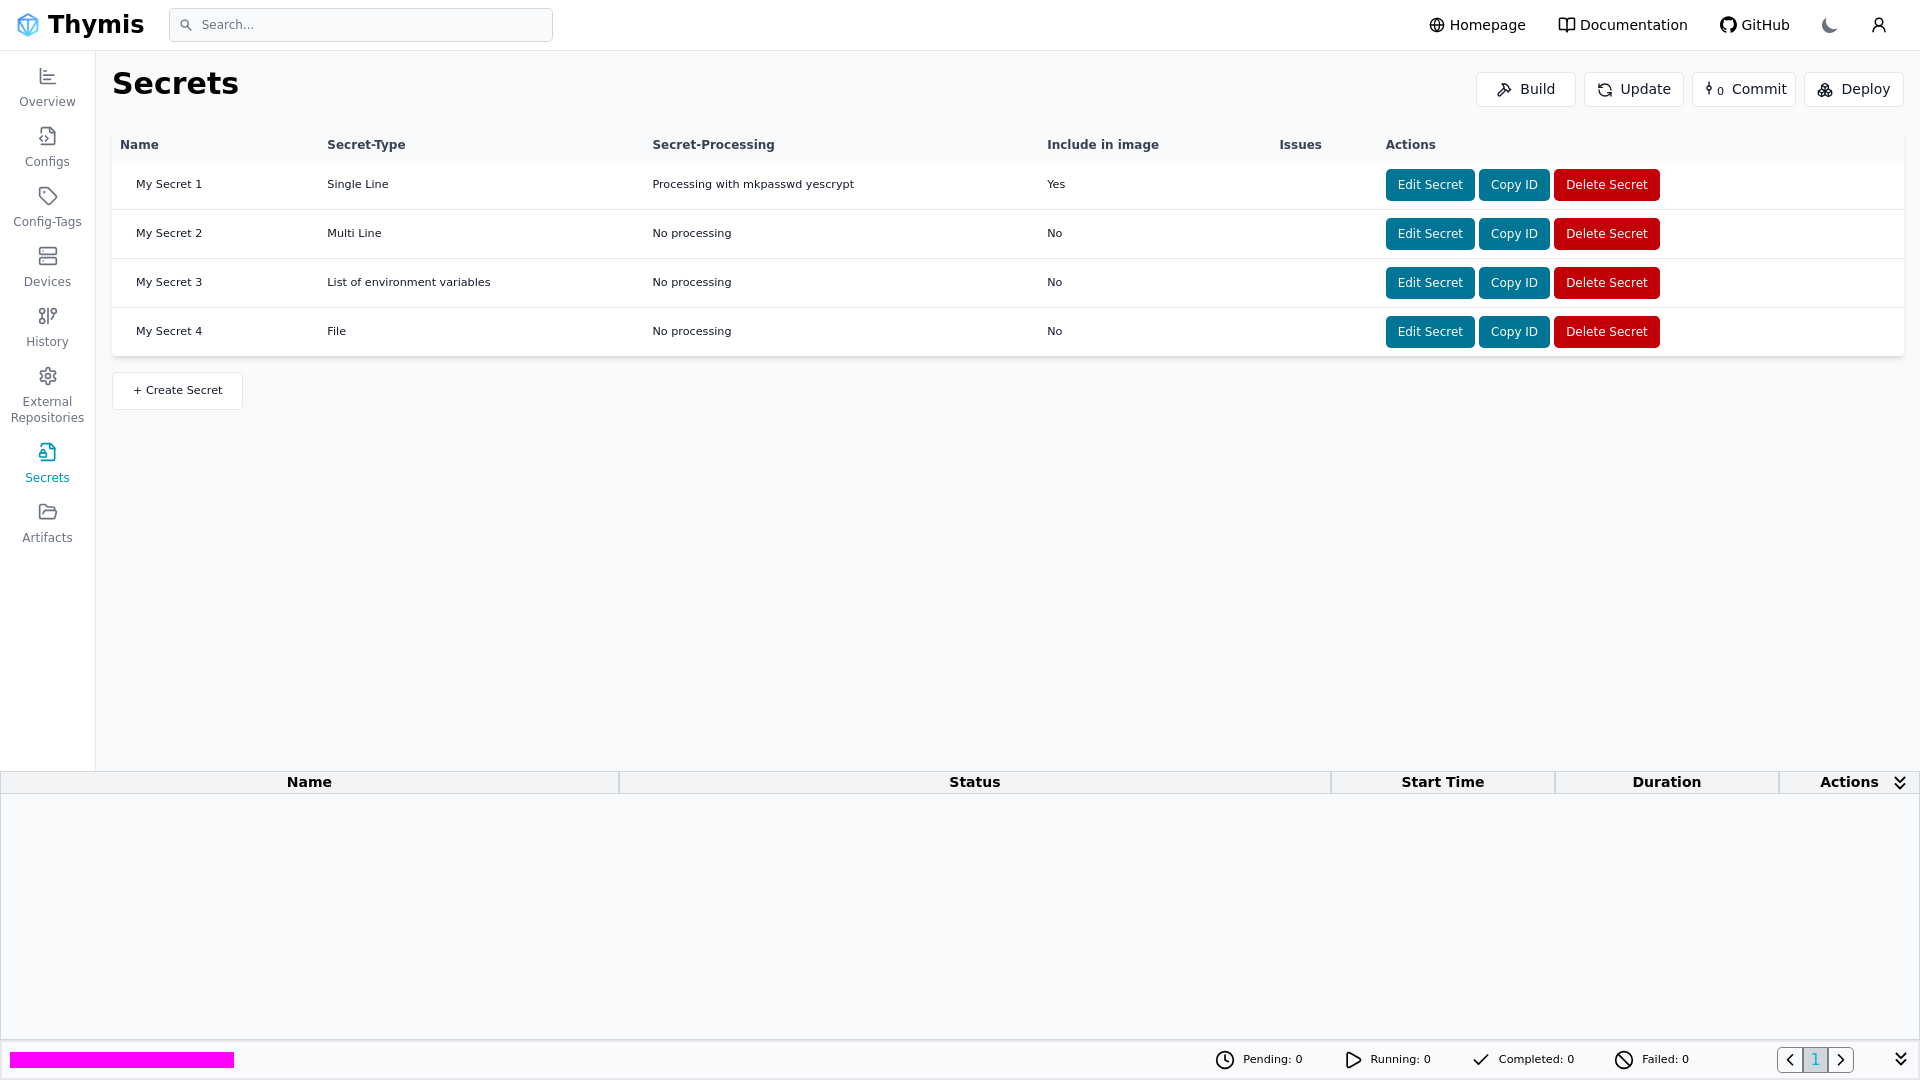 Thymis
Search...
Homepage
Documentation
GitHub
Overview
Configs
Config-Tags
Devices
History
External
Repositories
Secrets
Artifacts
Secrets
Build
Update
0 Commit
Deploy
Name Secret-Type Secret-Processing Include in image Issues Actions
My Secret 1 Single Line Processing with mkpasswd yescrypt Yes Edit Secret Copy ID Delete Secret
My Secret 2 Multi Line No processing No Edit Secret Copy ID Delete Secret
My Secret 3 List of environment variables No processing No Edit Secret Copy ID Delete Secret
My Secret 4 File No processing No Edit Secret Copy ID Delete Secret
+ Create Secret
Name Status Start Time Duration Actions
Pending: 0 Running: 0 Completed: 0 Failed: 0 1